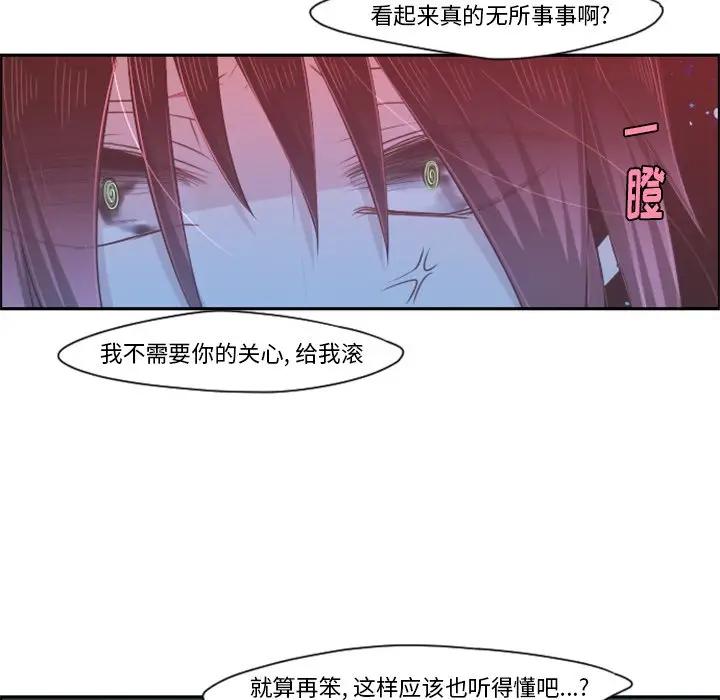 看起来真的无所事事啊?
一瞪
我不需要你的关心, 给我滚
就算再笨, 这样应该也听得懂吧...?